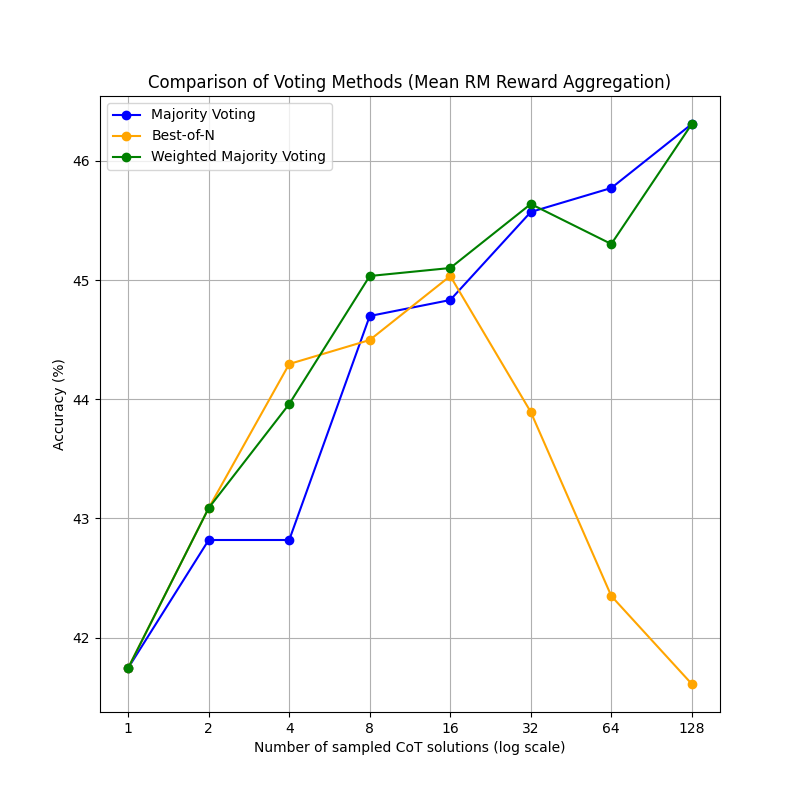 Comparison of Voting Methods (Mean RM Reward Aggregation)
Majority Voting
Best-of-N
Weighted Majority Voting
Accuracy (%)
46
45
44
43
42
1 2 4 8 16 32 64 128
Number of sampled CoT solutions (log scale)